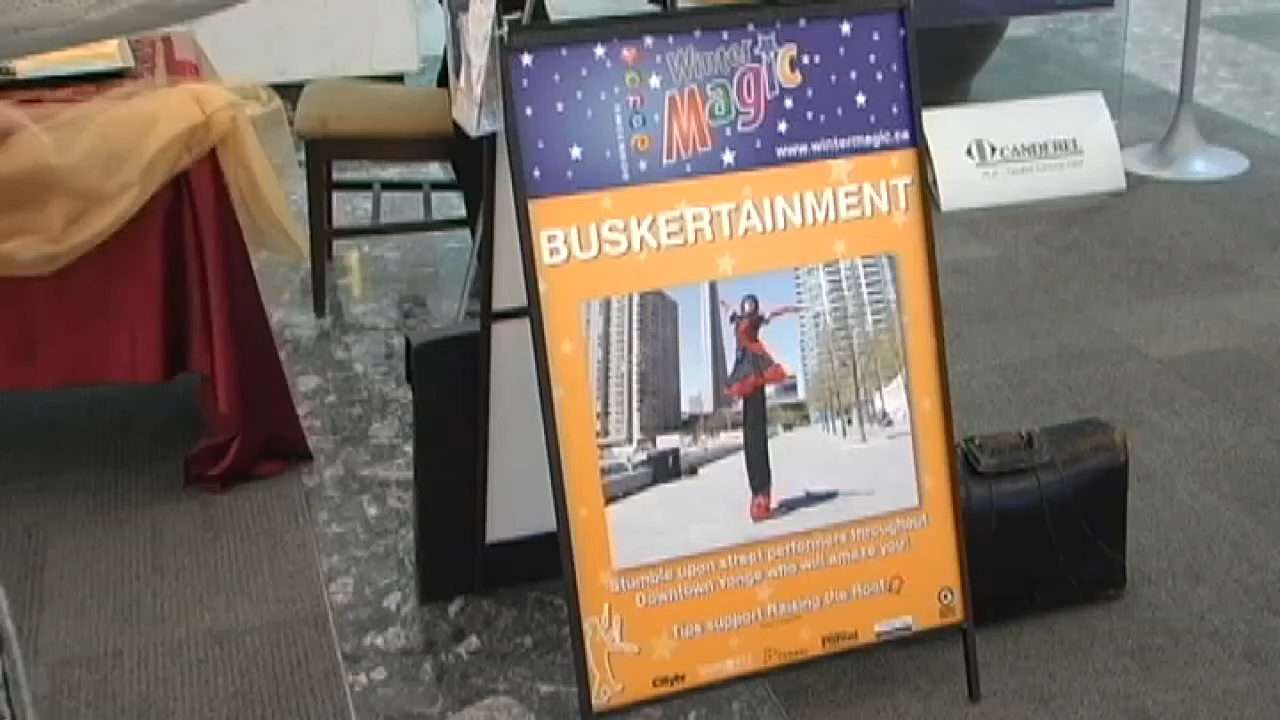 Winter
Magic
www.wintermagic.ca
CANDEREL
BUSKERTAINMENT
Stumble upon street performers throughout
Downtown Yonge who will amaze you!
Tips support Raising the Roof
Citytv